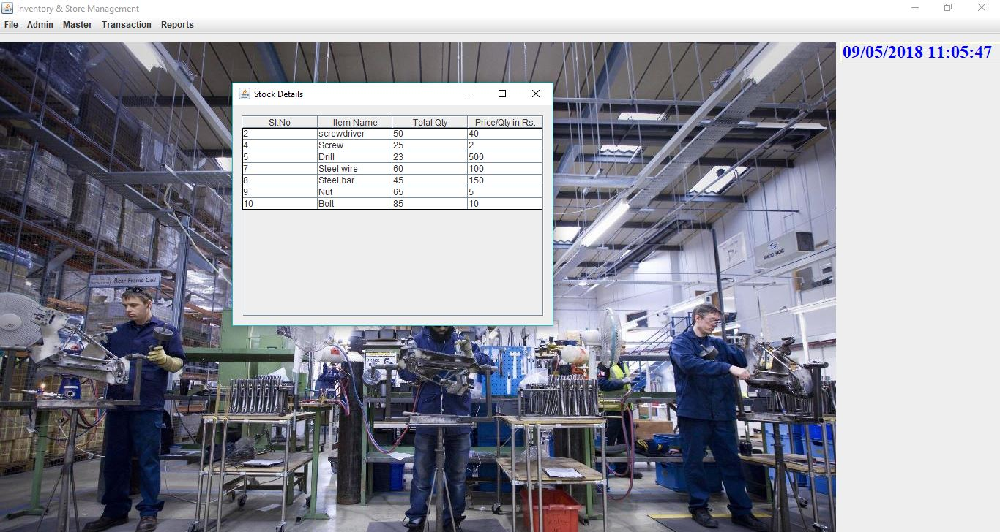 Inventory & Store Management
File Admin Master Transaction Reports
09/05/2018 11:05:47
Stock Details
Sl.No Item Name Total Qty Price/Qty in Rs.
2 screwdriver 50 40
4 Screw 25 2
5 Drill 23 500
7 Steel wire 60 100
8 Steel bar 45 150
9 Nut 65 5
10 Bolt 85 10
Rear Frame Cell